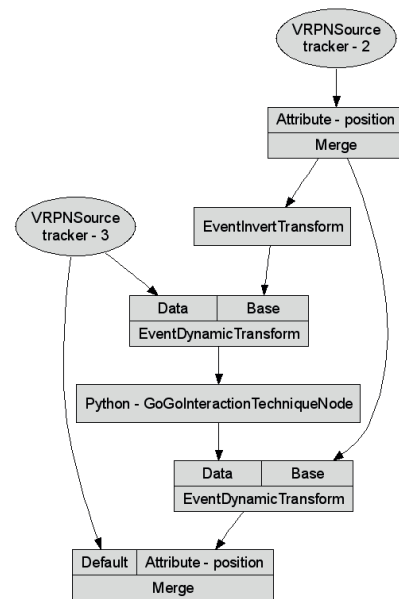 VRPNSource
tracker - 2
Attribute - position
Merge
EventInvertTransform
VRPNSource
tracker - 3
Data Base
EventDynamicTransform
Python - GoGoInteractionTechniqueNode
Data Base
EventDynamicTransform
Default Attribute - position
Merge